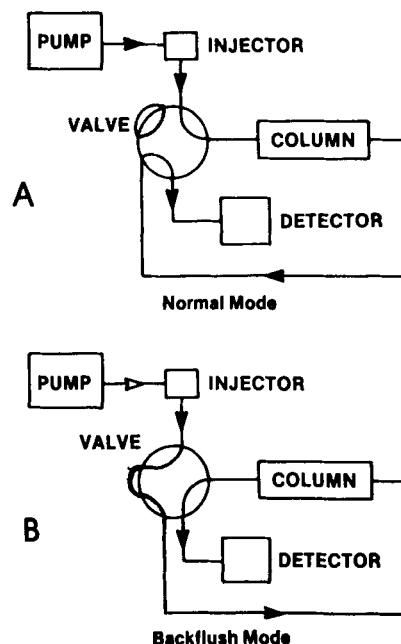 PUMP
INJECTOR
VALVE
COLUMN
A
DETECTOR
Normal Mode
PUMP
INJECTOR
VALVE
COLUMN
B
DETECTOR
Backflush Mode